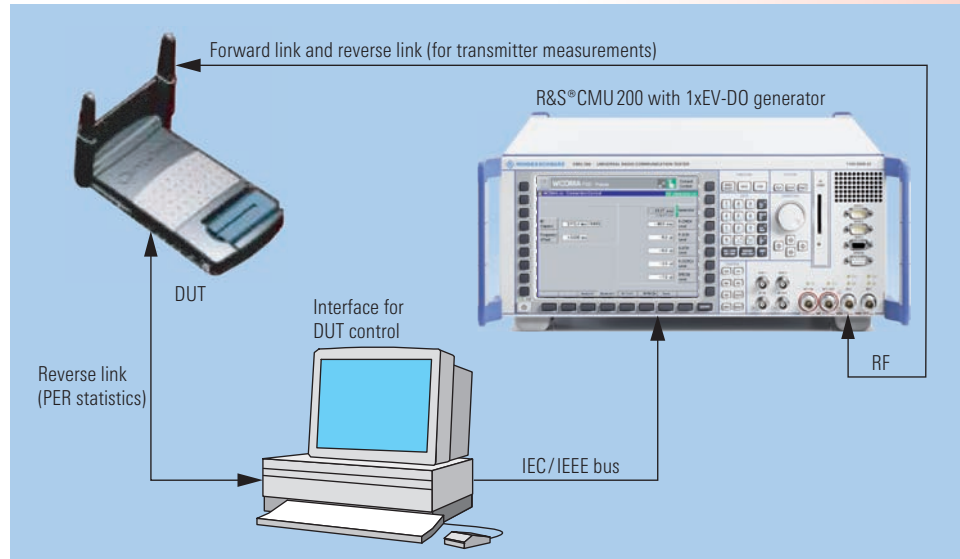 Forward link and reverse link (for transmitter measurements)
R&S®CMU 200 with 1xEV-DO generator
DUT
Interface for
DUT control
Reverse link
(PER statistics)
RF
IEC/IEEE bus